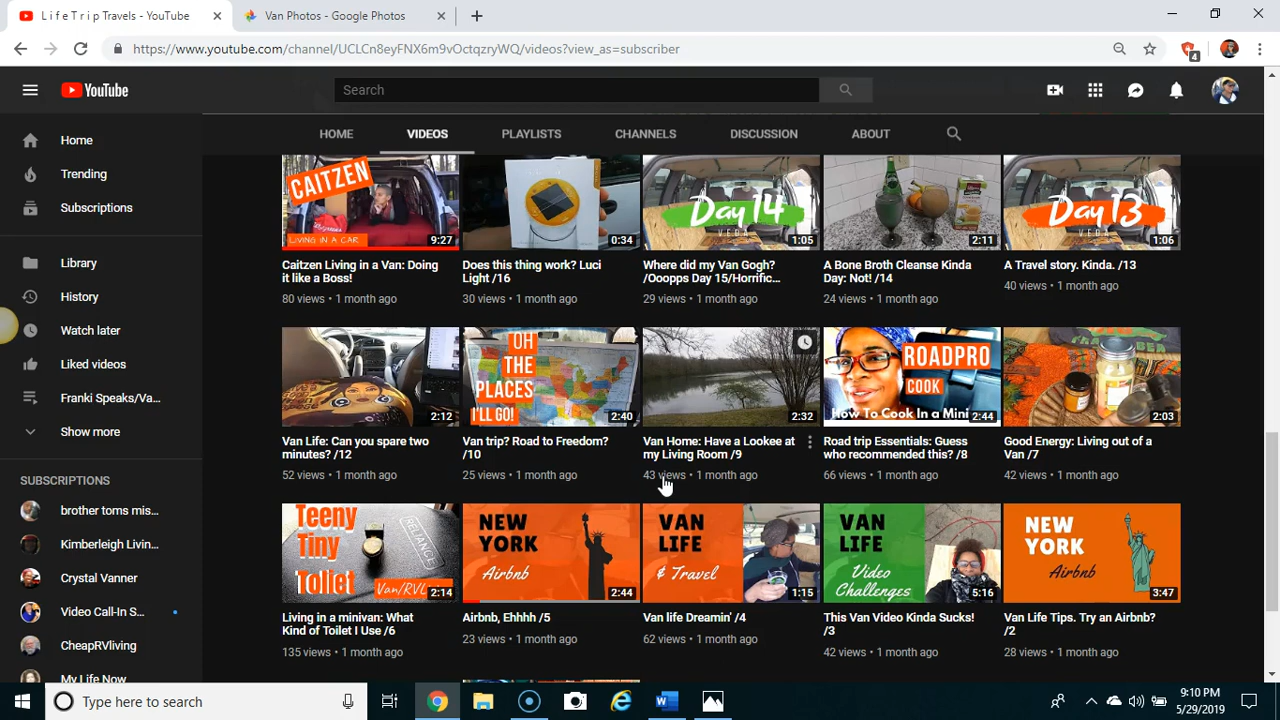 L i f e T r i p Travels - YouTube
Van Photos - Google Photos
https://www.youtube.com/channel/UCLCn8eyFNX6m9vOctqzryWQ/videos?view_as=subscriber
4
YouTube
Search
HOME VIDEOS PLAYLISTS CHANNELS DISCUSSION ABOUT
Home
Trending
Subscriptions
Library
History
Watch later
Liked videos
Franki Speaks/Va...
Show more
SUBSCRIPTIONS
brother toms mis...
Kimberleigh Livin...
Crystal Vanner
Video Call-In S...
CheapRVliving
My Life Now
CAITZEN
LIVING IN A CAR
9:27
Caitzen Living in a Van: Doing
it like a Boss!
80 views • 1 month ago
0:34
Does this thing work? Luci
Light /16
30 views • 1 month ago
Day 14
VEDA
1:05
Where did my Van Gogh?
/Ooopps Day 15/Horrific...
29 views • 1 month ago
2:11
A Bone Broth Cleanse Kinda
Day: Not! /14
24 views • 1 month ago
Day 13
VEDA
1:06
A Travel story. Kinda. /13
40 views • 1 month ago
2:12
Van Life: Can you spare two
minutes? /12
52 views • 1 month ago
OH
THE
PLACES
I'LL GO!
2:40
Van trip? Road to Freedom?
/10
25 views • 1 month ago
2:32
Van Home: Have a Lookee at
my Living Room /9
43 views • 1 month ago
ROADPRO
COOK
How To Cook In a Mini
2:44
Road trip Essentials: Guess
who recommended this? /8
66 views • 1 month ago
2:03
Good Energy: Living out of a
Van /7
42 views • 1 month ago
Teeny
Tiny
Toilet
RELIANCE
Van/RVL
2:14
Living in a minivan: What
Kind of Toilet I Use /6
135 views • 1 month ago
NEW
YORK
Airbnb
2:44
Airbnb, Ehhhh /5
23 views • 1 month ago
VAN
LIFE
& Travel
1:15
Van life Dreamin' /4
62 views • 1 month ago
VAN
LIFE
Video
Challenges
5:16
This Van Video Kinda Sucks!
/3
42 views • 1 month ago
NEW
YORK
Airbnb
3:47
Van Life Tips. Try an Airbnb?
/2
28 views • 1 month ago
Type here to search
9:10 PM
5/29/2019